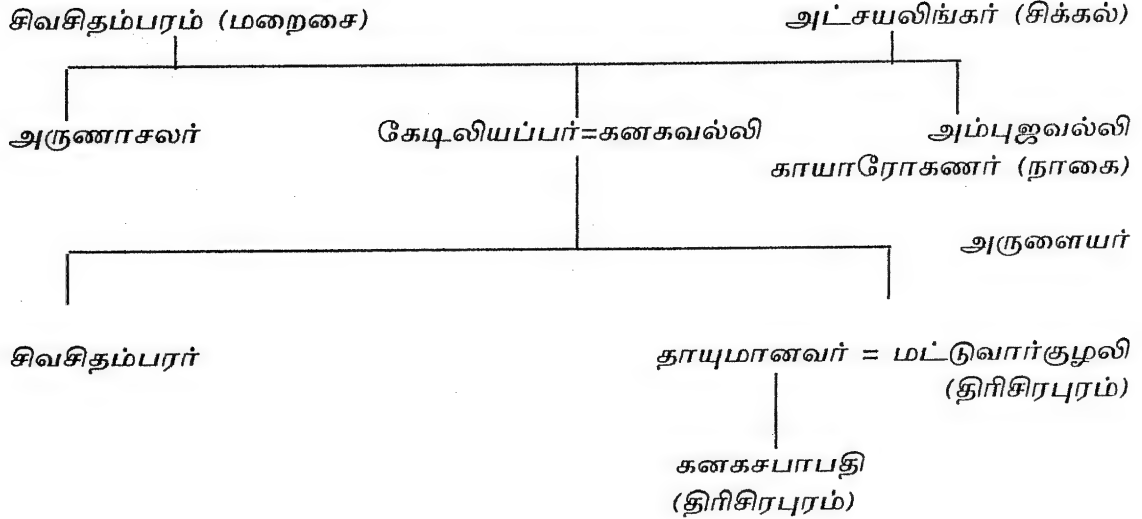 சிவசிதம்பரம் (மறைசை) அட்சயலிங்கர் (சிக்கல்)
அருணாசலர் கேடிலியப்பர்=கனகவல்லி அம்புஜவல்லி
காயாரோகணர் (நாகை)
அருளையர்
சிவசிதம்பரர் தாயுமானவர் = மட்டுவார்குழலி
(திரிசிரபுரம்)
கனகசபாபதி
(திரிசிரபுரம்)